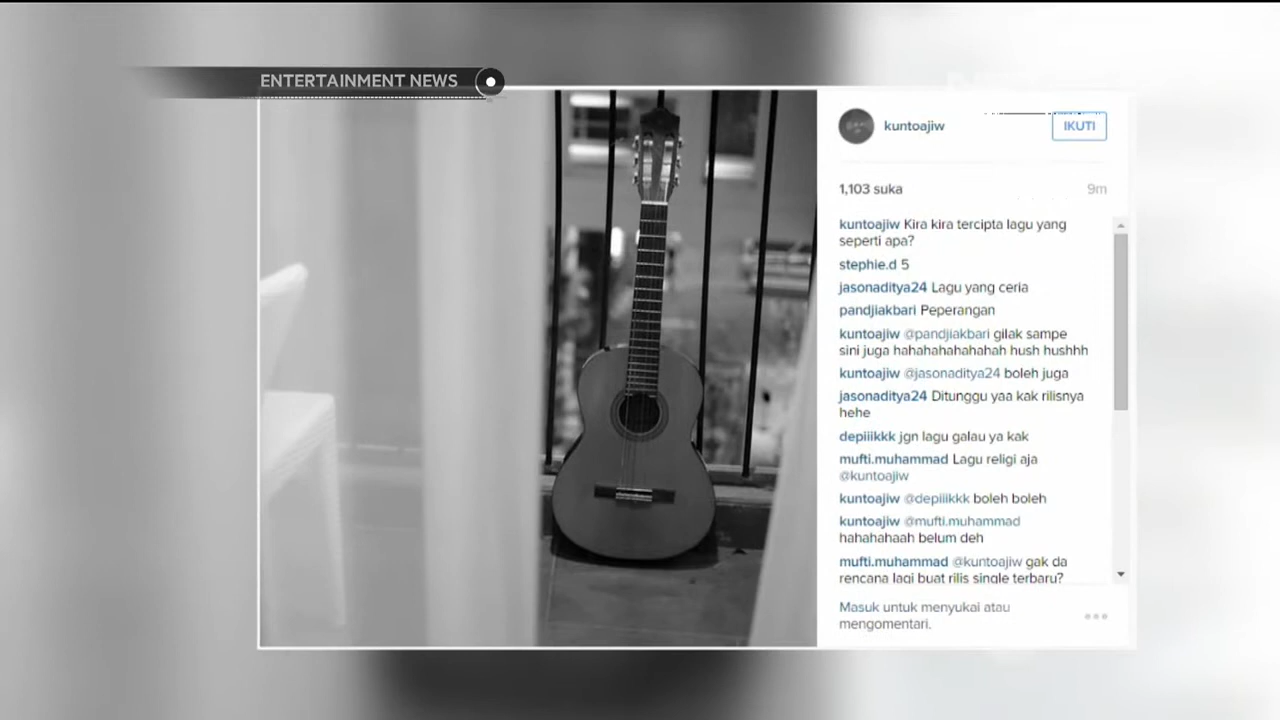 ENTERTAINMENT NEWS
kuntoajiw
IKUTI
1,103 suka
9m
kuntoajiw Kira kira tercipta lagu yang
seperti apa?
stephie.d 5
jasonaditya24 Lagu yang ceria
pandjiakbari Peperangan
kuntoajiw @pandjiakbari gilak sampe
sini juga hahahahahahah hush hushhh
kuntoajiw @jasonaditya24 boleh juga
jasonaditya24 Ditunggu yaa kak rilisnya
hehe
depiiikkk jgn lagu galau ya kak
mufti.muhammad Lagu religi aja
@kuntoajiw
kuntoajiw @depiiikkk boleh boleh
kuntoajiw @mufti.muhammad
hahahaah belum deh
mufti.muhammad @kuntoajiw gak da
rencana lagi buat rilis single terbaru?
Masuk untuk menyukai atau
mengomentari.